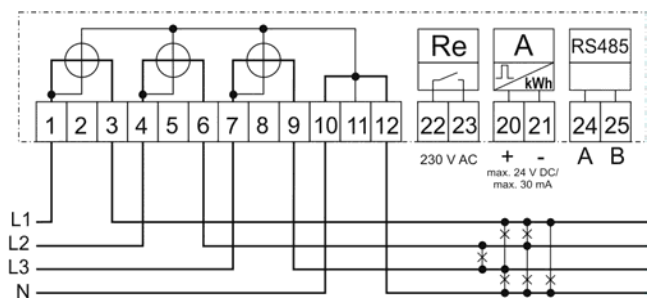 Re A RS485
kWh
1 2 3 4 5 6 7 8 9 10 11 12 22 23 20 21 24 25
230 V AC + - A B
max. 24 V DC/
max. 30 mA
L1
L2
L3
N